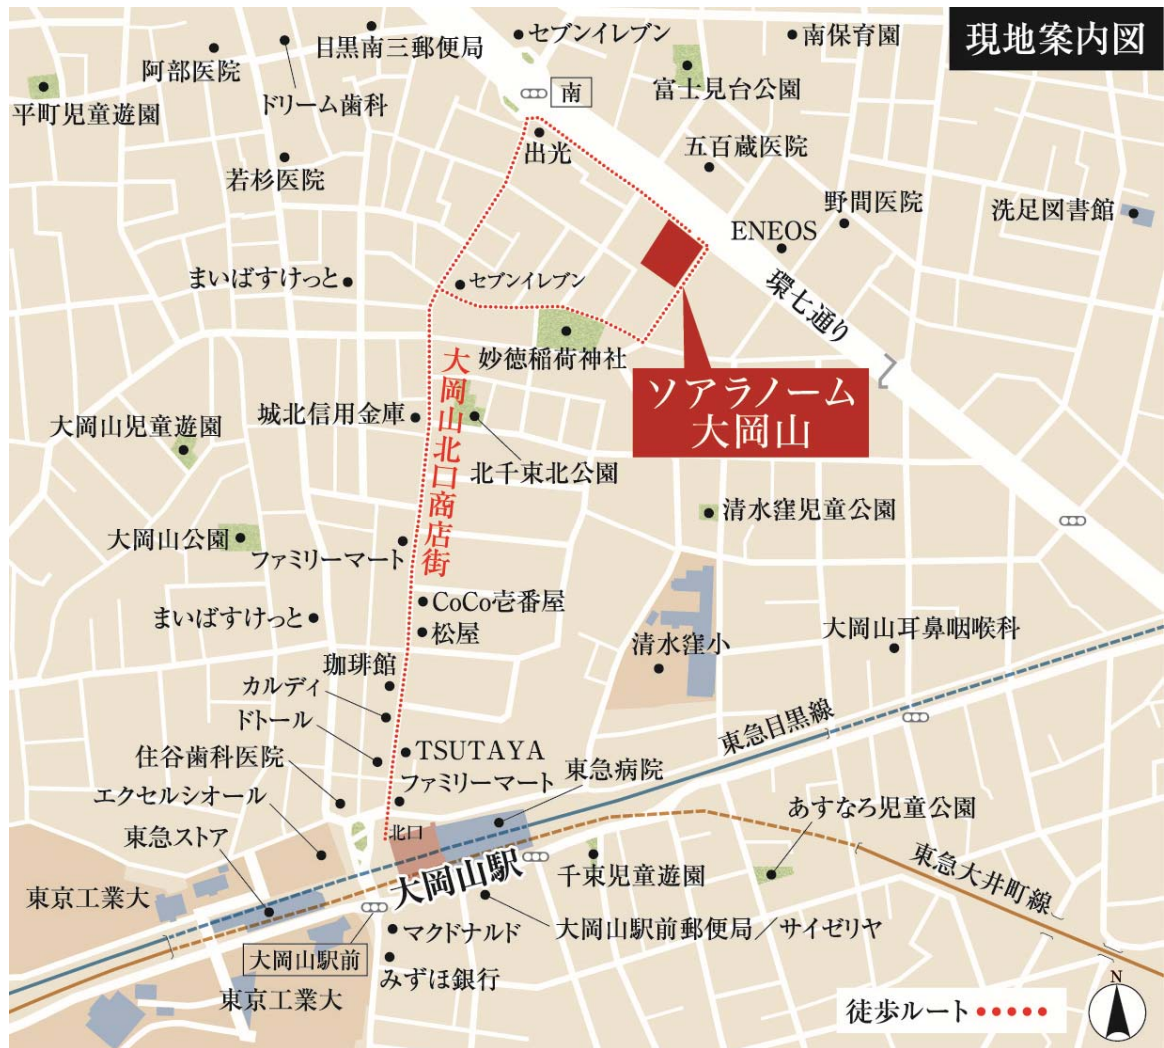 現地案内図
セブンイレブン
南保育園
目黒南三郵便局
阿部医院
ドリーム歯科
平町児童遊園
南
富士見台公園
出光
五百蔵医院
若杉医院
野間医院
洗足図書館
ENEOS
まいばすけっと
セブンイレブン
環七通り
妙徳稲荷神社
ソアラノーム
大岡山
大岡山北口商店街
城北信用金庫
大岡山児童遊園
北千束北公園
清水窪児童公園
大岡山公園
ファミリーマート
CoCo壱番屋
まいばすけっと
松屋
大岡山耳鼻咽喉科
清水窪小
珈琲館
カルディ
ドトール
東急目黒線
TSUTAYA
住谷歯科医院
ファミリーマート
東急病院
エクセルシオール
あすなろ児童公園
北口
東急ストア
大岡山駅
千束児童遊園
東急大井町線
東京工業大
マクドナルド
大岡山駅前郵便局／サイゼリヤ
大岡山駅前
みずほ銀行
東京工業大
N
徒歩ルート